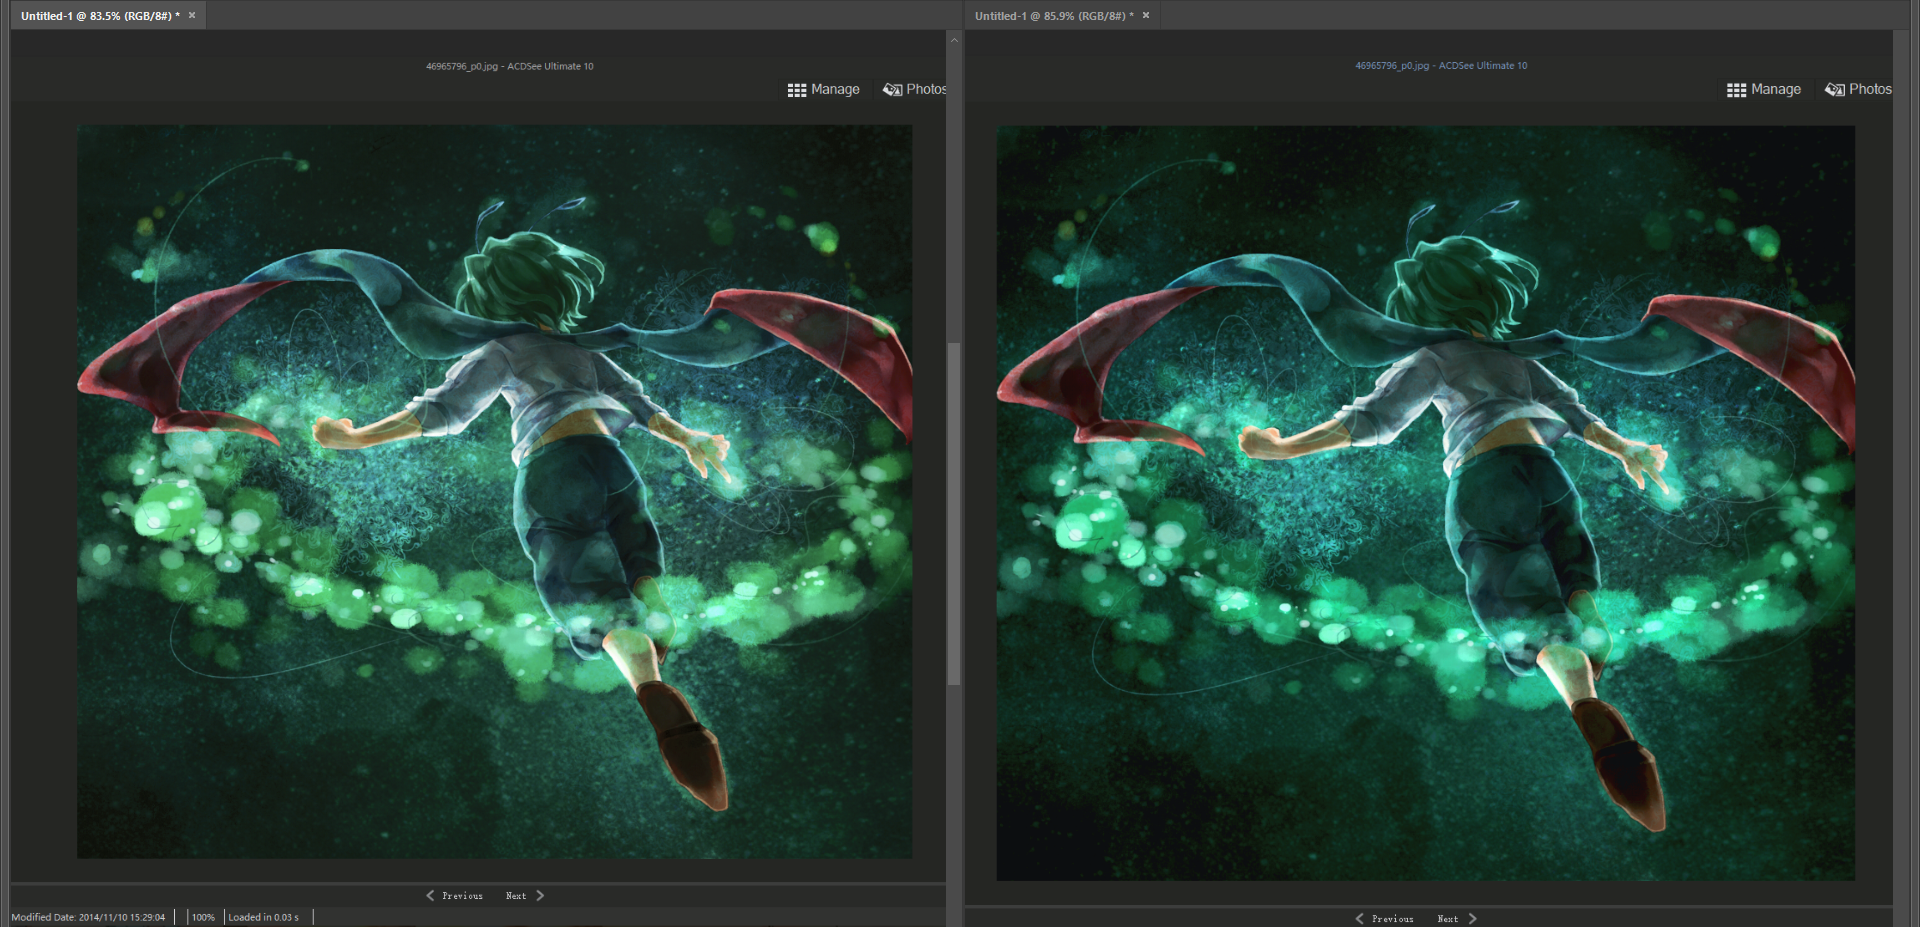 Untitled-1 @ 83.5% (RGB/8#) * ×
Untitled-1 @ 85.9% (RGB/8#) * ×
46965796_p0.jpg - ACDSee Ultimate 10
Manage Photos
46965796_p0.jpg - ACDSee Ultimate 10
Manage Photos
Previous Next
Modified Date: 2014/11/10 15:29:04 100% Loaded in 0.03 s
Previous Next